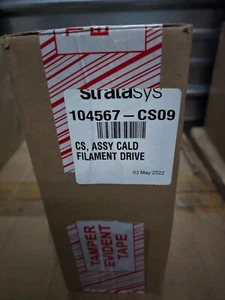 stratasys
104567-CS09
CS, ASSY CALD
FILAMENT DRIVE
03 May 2022
TAMPER
EVIDENT
TAPE